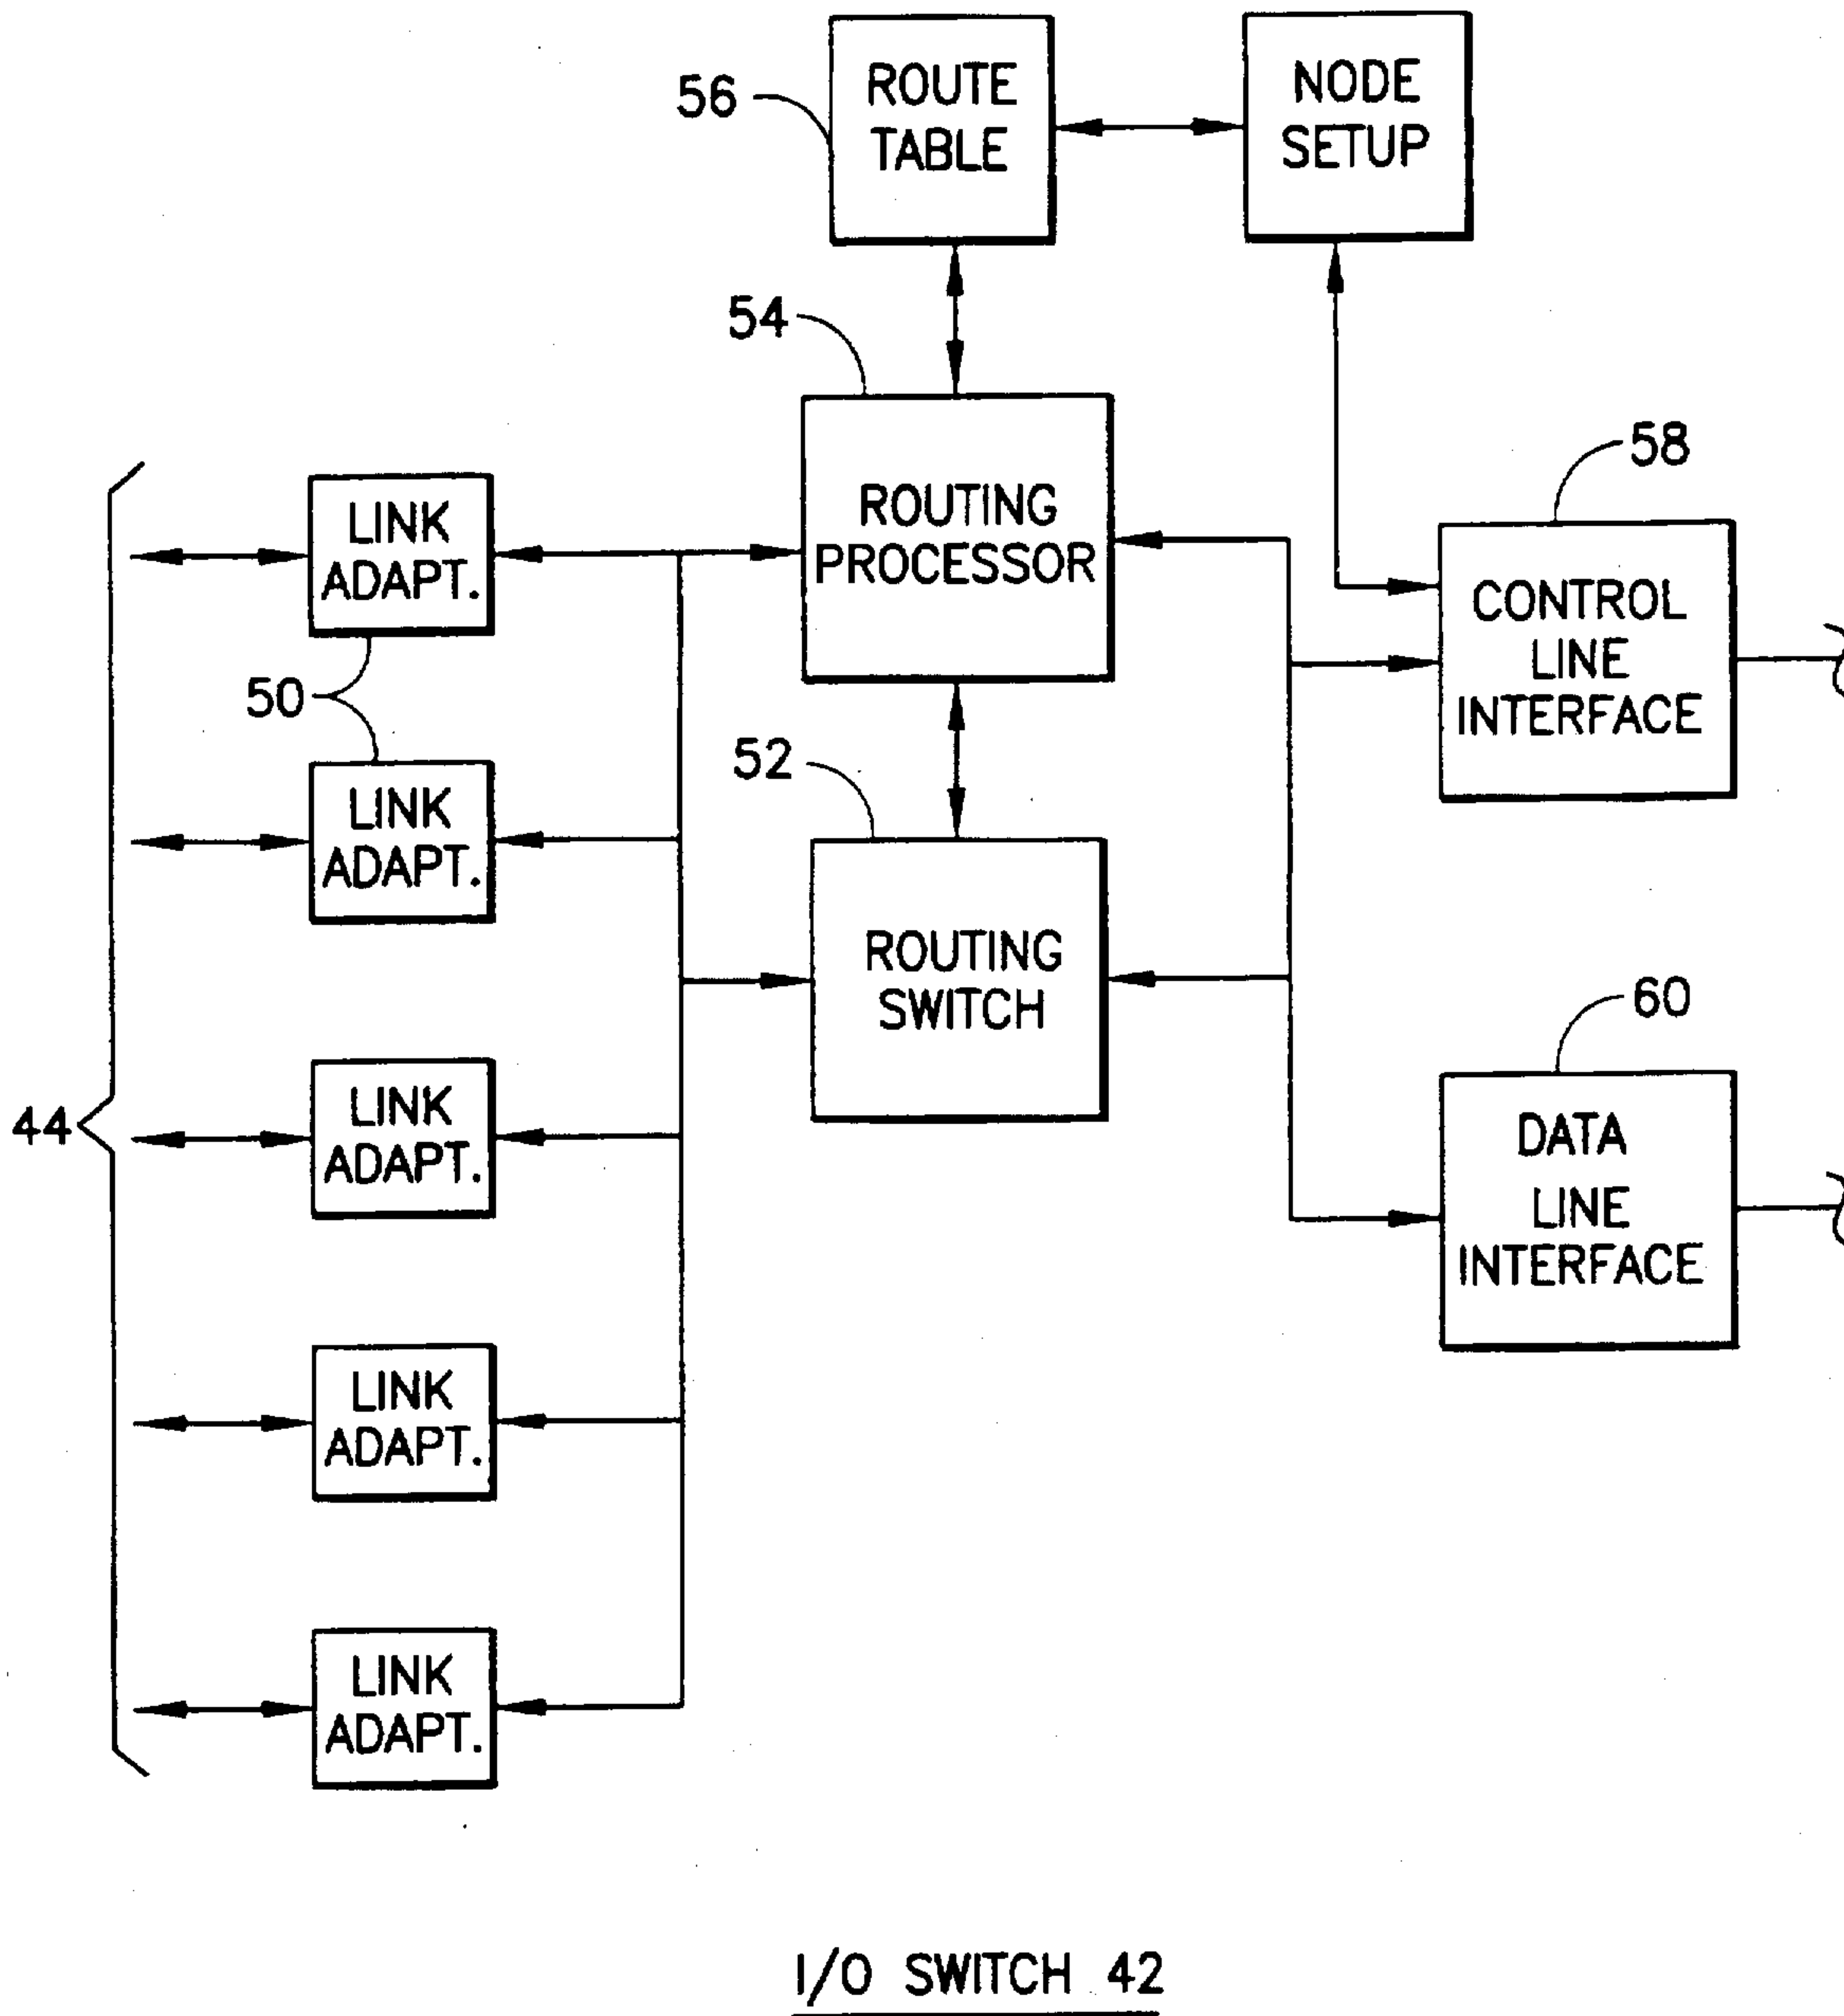 56
ROUTE
TABLE
NODE
SETUP
54
ROUTING
PROCESSOR
58
CONTROL
LINE
INTERFACE
LINK
ADAPT.
50
LINK
ADAPT.
52
ROUTING
SWITCH
60
DATA
LINE
INTERFACE
44
LINK
ADAPT.
LINK
ADAPT.
LINK
ADAPT.
I/O SWITCH 42